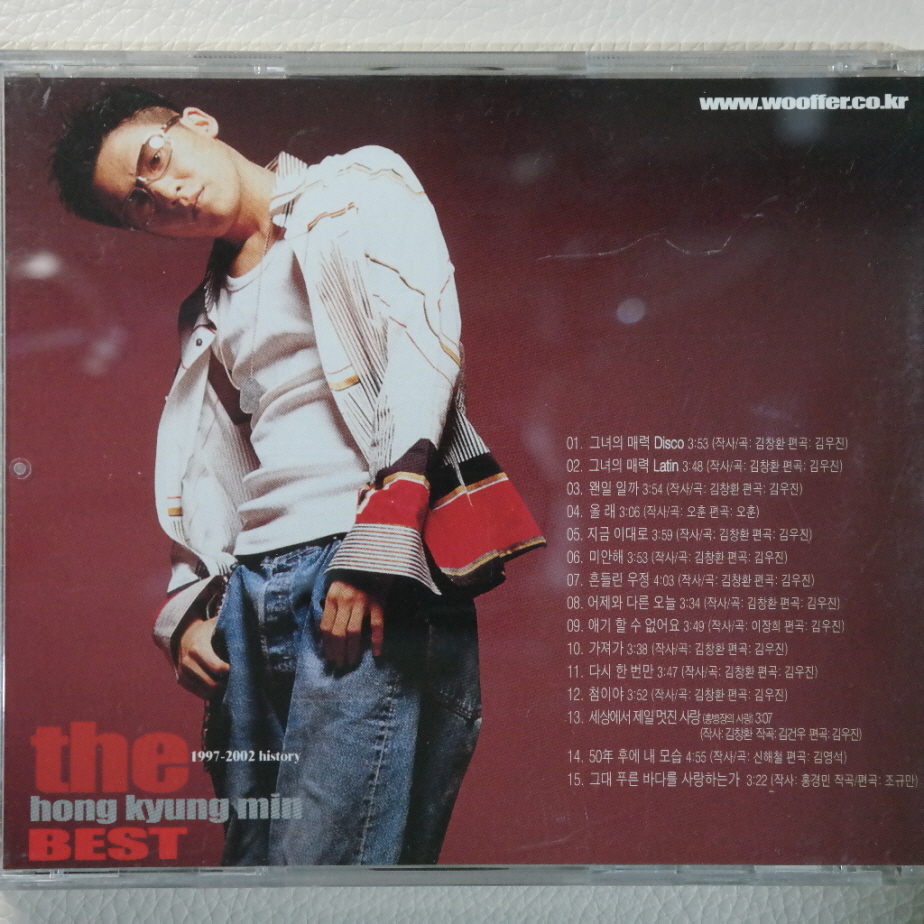 www.wooffer.co.kr
01. 그녀의 매력 Disco 3:53 (작사/곡: 김창환 편곡: 김우진)
02. 그녀의 매력 Latin 3:48 (작사/곡: 김창환 편곡: 김우진)
03. 왠일 일까 3:54 (작사/곡: 김창환 편곡: 김우진)
04. 올 래 3:06 (작사/곡: 오훈 편곡: 오훈)
05. 지금 이대로 3:59 (작사/곡: 김창환 편곡: 김우진)
06. 미안해 3:53 (작사/곡: 김창환 편곡: 김우진)
07. 흔들린 우정 4:03 (작사/곡: 김창환 편곡: 김우진)
08. 어제와 다른 오늘 3:34 (작사/곡: 김창환 편곡: 김우진)
09. 얘기 할 수 없어요 3:49 (작사/곡: 이장희 편곡: 김우진)
10. 가져가 3:38 (작사/곡: 김창환 편곡: 김우진)
11. 다시 한 번만 3:47 (작사/곡: 김창환 편곡: 김우진)
12. 첨이야 3:52 (작사/곡: 김창환 편곡: 김우진)
13. 세상에서 제일 멋진 사랑 (홍병장의 사랑) 3:07
(작사: 김창환 작곡: 김건우 편곡: 김우진)
14. 50年 후에 내 모습 4:55 (작사/곡: 신해철 편곡: 김영석)
15. 그대 푸른 바다를 사랑하는가 3:22 (작사: 홍경민 작곡/편곡: 조규만)
the
1997-2002 history
hong kyung min
BEST